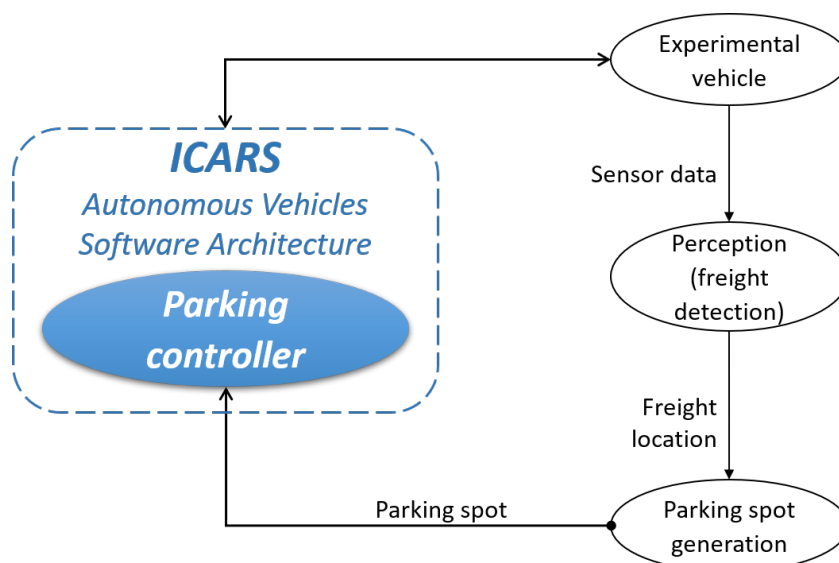 Experimental
vehicle
ICARS
Autonomous Vehicles
Software Architecture
Sensor data
Perception
(freight
detection)
Parking
controller
Freight
location
Parking spot
Parking spot
generation